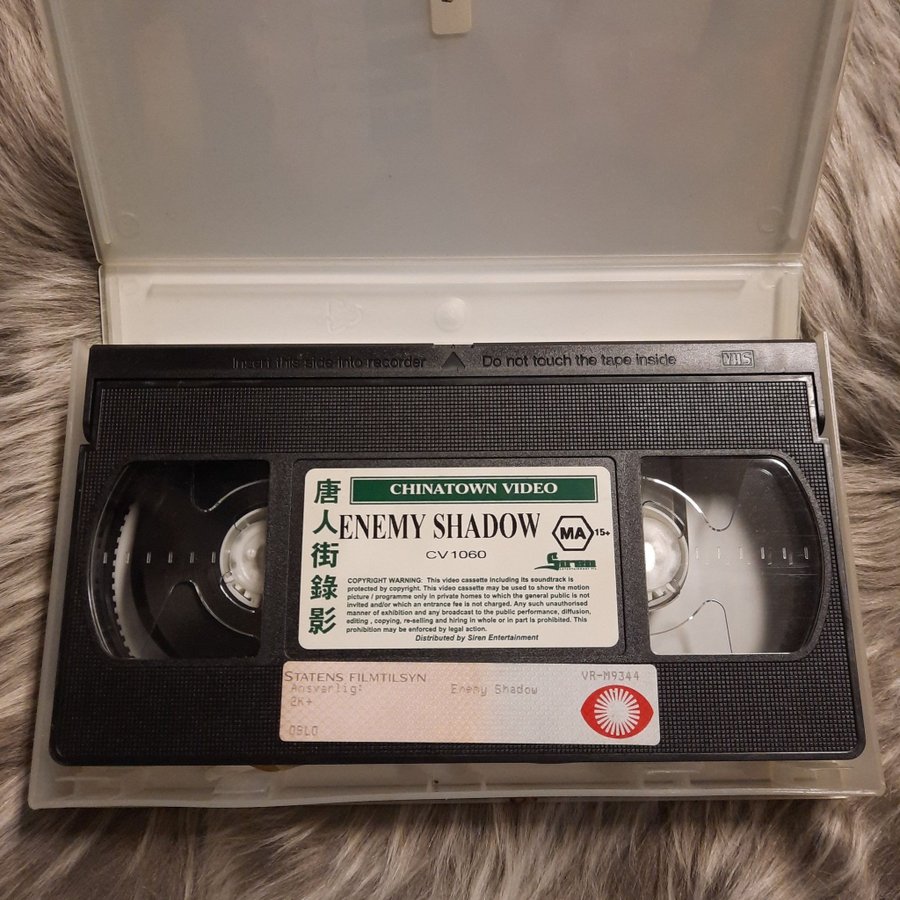 Insert this side into recorder
Do not touch the tape inside
VHS
唐人街錄影
CHINATOWN VIDEO
ENEMY SHADOW
MA 15+
CV1060
Siren
COPYRIGHT WARNING: This video cassette including its soundtrack is
protected by copyright. This video cassette may be used to show the motion
picture / programme only in private homes to which the general public is not
invited and/or which an entrance fee is not charged. Any such unauthorised
manner of exhibition and any broadcast to the public performance, diffusion,
editing , copying, re-selling and hiring in whole or in part is prohibited. This
prohibition may be enforced by legal action.
Distributed by Siren Entertainment
STATENS FILMTILSYN
VR-M9344
Ansvarlig: Enemy Shadow
2K+
OSLO